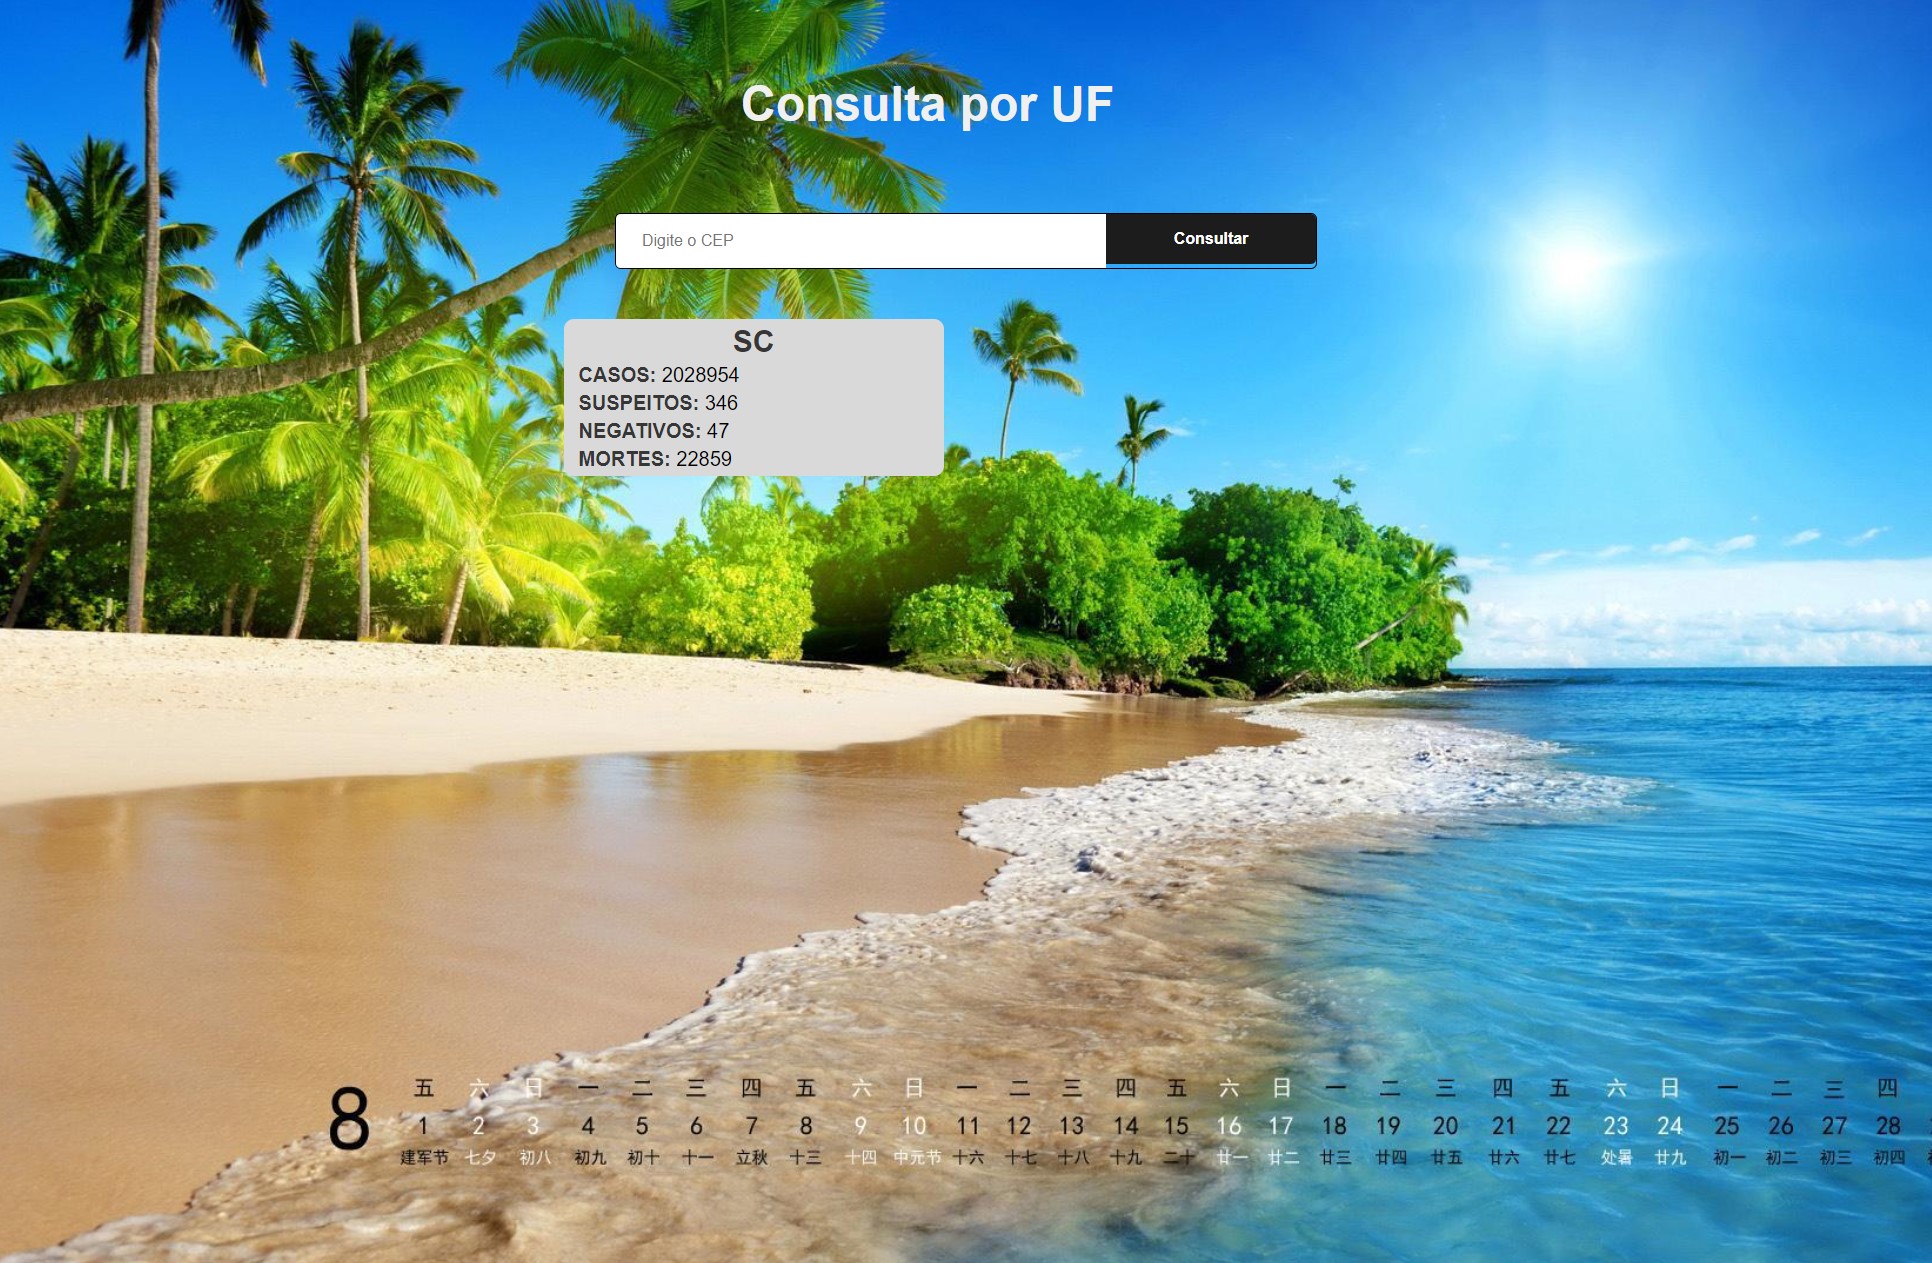 Consulta por UF
Digite o CEP
Consultar
SC
CASOS: 2028954
SUSPEITOS: 346
NEGATIVOS: 47
MORTES: 22859
8
五 六 日 一 二 三 四 五 六 日 一 二 三 四 五 六 日 一 二 三 四 五 六 日 一 二 三 四
1 2 3 4 5 6 7 8 9 10 11 12 13 14 15 16 17 18 19 20 21 22 23 24 25 26 27 28
建军节 七夕 初八 初九 初十 十一 立秋 十三 十四 中元节 十六 十七 十八 十九 二十 廿一 廿二 廿三 廿四 廿五 廿六 廿七 处暑 廿九 初一 初二 初三 初四